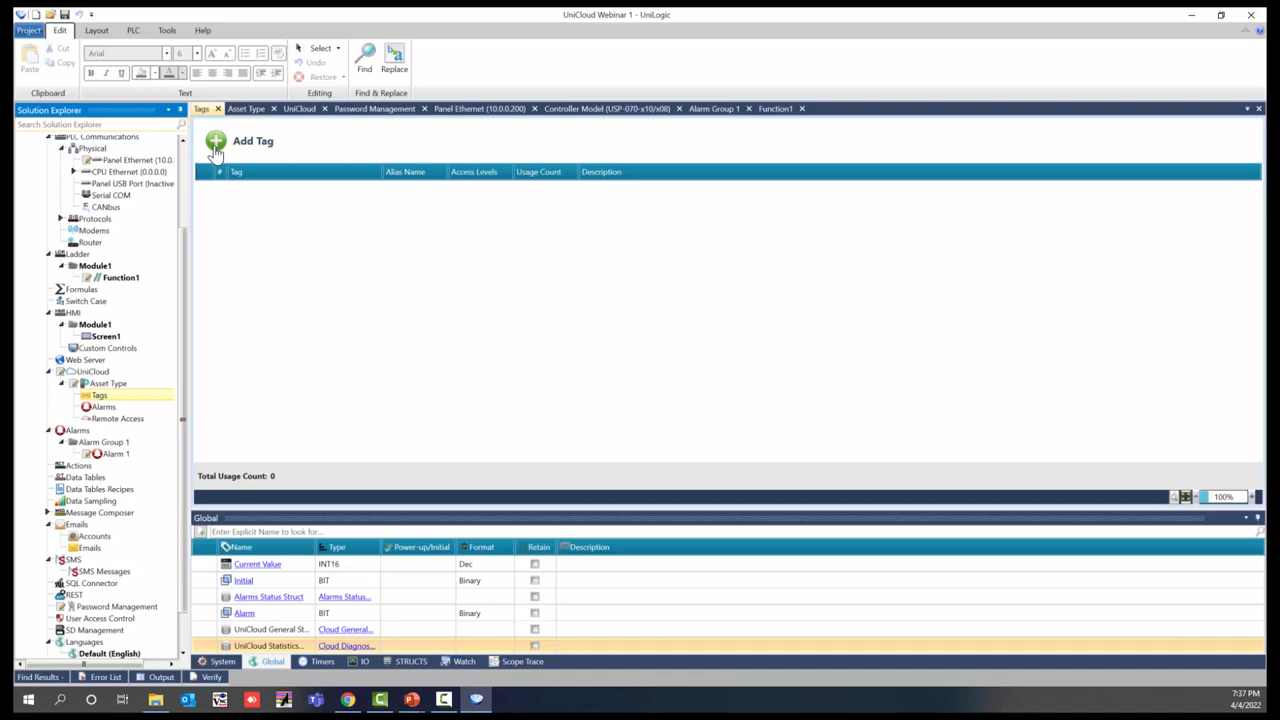 UniCloud Webinar 1 - UniLogic
Project Edit Layout PLC Tools Help
Paste Cut Copy Arial 6 Select Undo Restore Find Replace
B I U
Clipboard Text Editing Find & Replace
Solution Explorer
Search Solution Explorer
Tags Asset Type UniCloud Password Management Panel Ethernet (10.0.0.200) Controller Model (USP-070-x10/x08) Alarm Group 1 Function1
PLC Communications
Physical
Panel Ethernet (10.0.
CPU Ethernet (0.0.0.0)
Panel USB Port (Inactive
Serial COM
CANbus
Protocols
Modems
Router
Ladder
Module1
Function1
Formulas
Switch Case
HMI
Module1
Screen1
Custom Controls
Web Server
UniCloud
Asset Type
Tags
Alarms
Remote Access
Alarms
Alarm Group 1
Alarm 1
Actions
Data Tables
Data Tables Recipes
Data Sampling
Message Composer
Emails
Accounts
Emails
SMS
SMS Messages
SQL Connector
REST
Password Management
User Access Control
SD Management
Languages
Default (English)
Add Tag
# Tag Alias Name Access Levels Usage Count Description
Total Usage Count: 0
100%
Global
Enter Explicit Name to look for...
Name Type Power-up/Initial Format Retain Description
Current Value INT16 Dec
Initial BIT Binary
Alarms Status Struct Alarms Status...
Alarm BIT Binary
UniCloud General St... Cloud General...
UniCloud Statistics... Cloud Diagnos...
System Global Timers IO STRUCTS Watch Scope Trace
Find Results Error List Output Verify
7:37 PM
4/4/2022